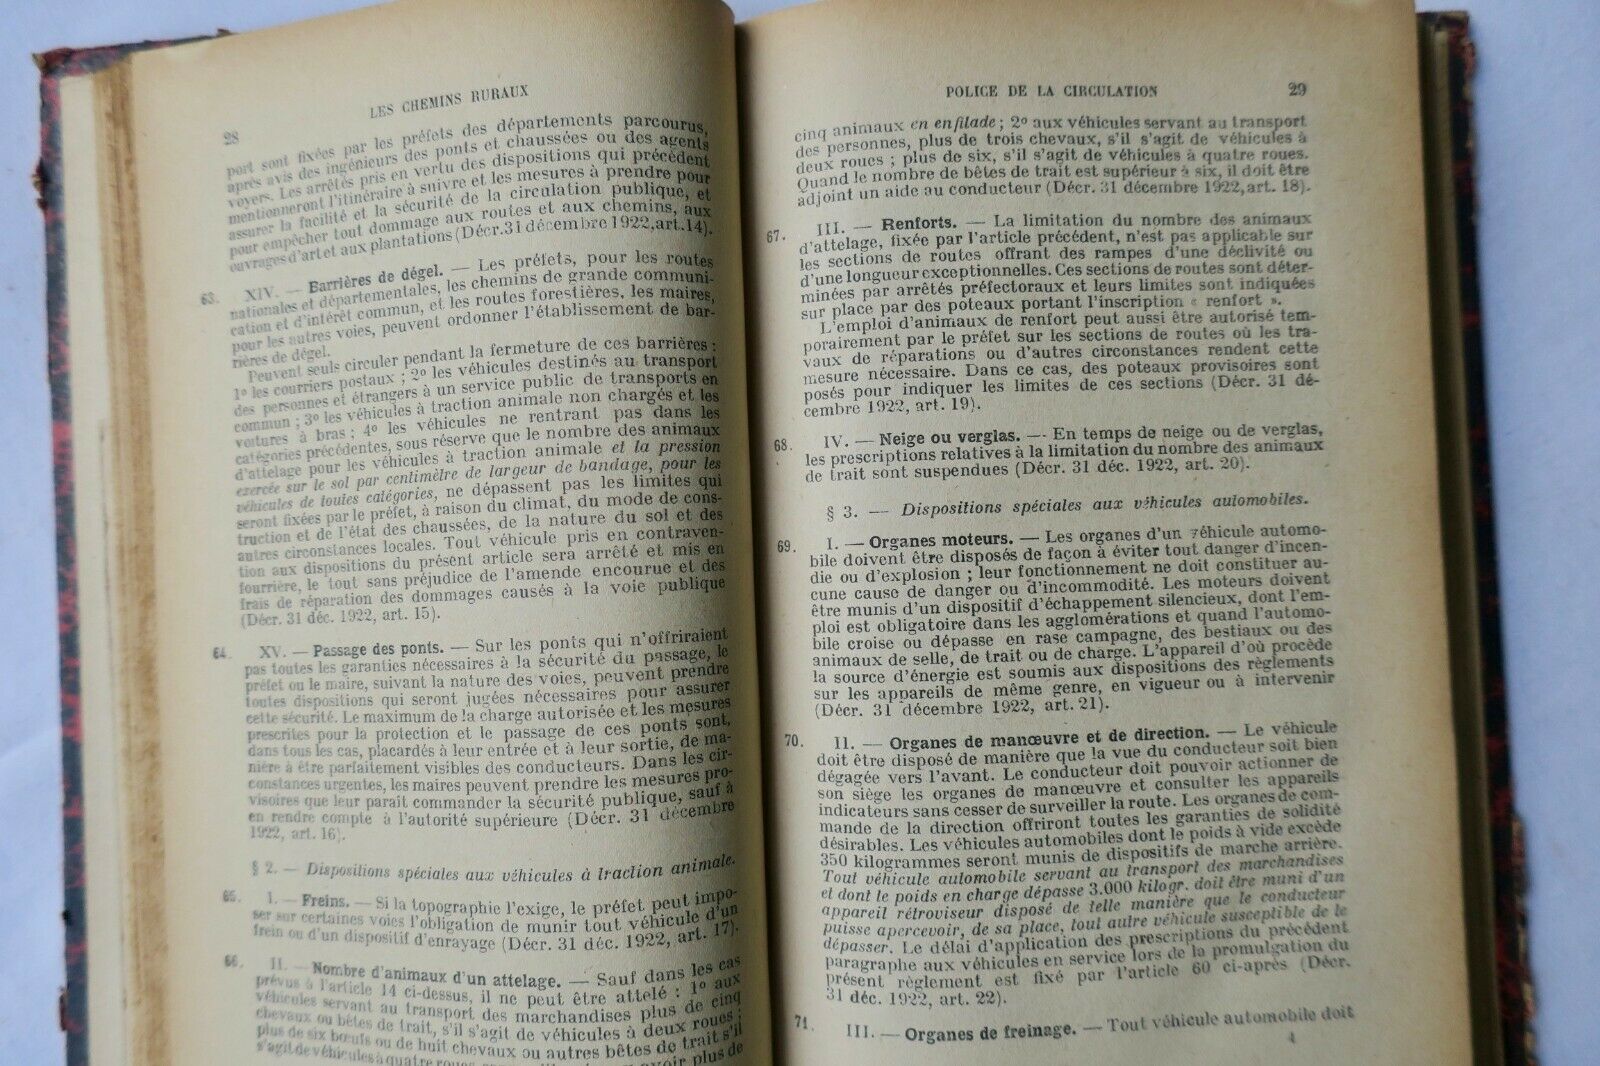 28
LES CHEMINS RURAUX
port sont fixées par les préfets des départements parcourus,
après avis des ingénieurs des ponts et chaussées ou des agents
voyers. Les arrêtés pris en vertu des dispositions qui précèdent
mentionneront l'itinéraire à suivre et les mesures à prendre pour
assurer la facilité et la sécurité de la circulation publique, et
pour empêcher tout dommage aux routes et aux chemins, aux
ouvrages d'art et aux plantations (Décr. 31 décembre 1922, art. 14).
63. XIV. — Barrières de dégel. — Les préfets, pour les routes
nationales et départementales, les chemins de grande communi-
cation et d'intérêt commun, et les routes forestières, les maires,
pour les autres voies, peuvent ordonner l'établissement de bar-
rières de dégel.
Peuvent seuls circuler pendant la fermeture de ces barrières :
1º les courriers postaux ; 2º les véhicules destinés au transport
des personnes et étrangers à un service public de transports en
commun ; 3º les véhicules à traction animale non chargés et les
voitures à bras ; 4º les véhicules ne rentrant pas dans les
catégories précédentes, sous réserve que le nombre des animaux
d'attelage pour les véhicules à traction animale et la pression
exercée sur le sol par centimètre de largeur de bandage, pour les
véhicules de toutes catégories, ne dépassent pas les limites qui
seront fixées par le préfet, à raison du climat, du mode de cons-
truction et de l'état des chaussées, de la nature du sol et des
autres circonstances locales. Tout véhicule pris en contraven-
tion aux dispositions du présent article sera arrêté et mis en
fourrière, le tout sans préjudice de l'amende encourue et des
frais de réparation des dommages causés à la voie publique
(Décr. 31 déc. 1922, art. 15).
64. XV. — Passage des ponts. — Sur les ponts qui n'offriraient
pas toutes les garanties nécessaires à la sécurité du passage, le
préfet ou le maire, suivant la nature des voies, peuvent prendre
toutes dispositions qui seront jugées nécessaires pour assurer
cette sécurité. Le maximum de la charge autorisée et les mesures
prescrites pour la protection et le passage de ces ponts sont,
dans tous les cas, placardés à leur entrée et à leur sortie, de ma-
nière à être parfaitement visibles des conducteurs. Dans les cir-
constances urgentes, les maires peuvent prendre les mesures pro-
visoires que leur paraît commander la sécurité publique, sauf à
en rendre compte à l'autorité supérieure (Décr. 31 décembre
1922, art. 16).
§ 2. — Dispositions spéciales aux véhicules à traction animale.
65. I. — Freins. — Si la topographie l'exige, le préfet peut impo-
ser sur certaines voies l'obligation de munir tout véhicule d'un
frein ou d'un dispositif d'enrayage (Décr. 31 déc. 1922, art. 17).
66. II. — Nombre d'animaux d'un attelage. — Sauf dans les cas
prévus à l'article 14 ci-dessus, il ne peut être attelé : 1º aux
véhicules servant au transport des marchandises plus de cinq
chevaux ou bêtes de trait, s'il s'agit de véhicules à deux roues ;
plus de six bœufs ou de huit chevaux ou autres bêtes de trait s'il
s'agit de véhicules à quatre roues
plus de
POLICE DE LA CIRCULATION
29
cinq animaux en enfilade ; 2º aux véhicules servant au transport
des personnes, plus de trois chevaux, s'il s'agit de véhicules à
deux roues ; plus de six, s'il s'agit de véhicules à quatre roues.
Quand le nombre de bêtes de trait est supérieur à six, il doit être
adjoint un aide au conducteur (Décr. 31 décembre 1922, art. 18).
67. III. — Renforts. — La limitation du nombre des animaux
d'attelage, fixée par l'article précédent, n'est pas applicable sur
les sections de routes offrant des rampes d'une déclivité ou
d'une longueur exceptionnelles. Ces sections de routes sont déter-
minées par arrêtés préfectoraux et leurs limites sont indiquées
sur place par des poteaux portant l'inscription « renfort ».
L'emploi d'animaux de renfort peut aussi être autorisé tem-
porairement par le préfet sur les sections de routes où les tra-
vaux de réparations ou d'autres circonstances rendent cette
mesure nécessaire. Dans ce cas, des poteaux provisoires sont
posés pour indiquer les limites de ces sections (Décr. 31 dé-
cembre 1922, art. 19).
68. IV. — Neige ou verglas. — En temps de neige ou de verglas,
les prescriptions relatives à la limitation du nombre des animaux
de trait sont suspendues (Décr. 31 déc. 1922, art. 20).
§ 3. — Dispositions spéciales aux véhicules automobiles.
69. I. — Organes moteurs. — Les organes d'un véhicule automo-
bile doivent être disposés de façon à éviter tout danger d'incen-
die ou d'explosion ; leur fonctionnement ne doit constituer au-
cune cause de danger ou d'incommodité. Les moteurs doivent
être munis d'un dispositif d'échappement silencieux, dont l'em-
ploi est obligatoire dans les agglomérations et quand l'automo-
bile croise ou dépasse en rase campagne, des bestiaux ou des
animaux de selle, de trait ou de charge. L'appareil d'où procède
la source d'énergie est soumis aux dispositions des règlements
sur les appareils de même genre, en vigueur ou à intervenir
(Décr. 31 décembre 1922, art. 21).
70. II. — Organes de manœuvre et de direction. — Le véhicule
doit être disposé de manière que la vue du conducteur soit bien
dégagée vers l'avant. Le conducteur doit pouvoir actionner de
son siège les organes de manœuvre et consulter les appareils
indicateurs sans cesser de surveiller la route. Les organes de com-
mande de la direction offriront toutes les garanties de solidité
désirables. Les véhicules automobiles dont le poids à vide excède
350 kilogrammes seront munis de dispositifs de marche arrière.
Tout véhicule automobile servant au transport des marchandises
et dont le poids en charge dépasse 3.000 kilogr. doit être muni d'un
appareil rétroviseur disposé de telle manière que le conducteur
puisse apercevoir, de sa place, tout autre véhicule susceptible de le
dépasser. Le délai d'application des prescriptions du précédent
paragraphe aux véhicules en service lors de la promulgation du
présent règlement est fixé par l'article 60 ci-après (Décr.
31 déc. 1922, art. 22).
71. III. — Organes de freinage. — Tout véhicule automobile doit